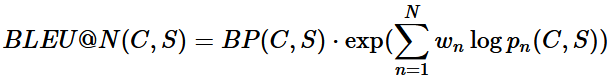 BLEU@N(C, S) = BP(C, S) · exp(∑_{n=1}^{N} w_n log p_n(C, S))